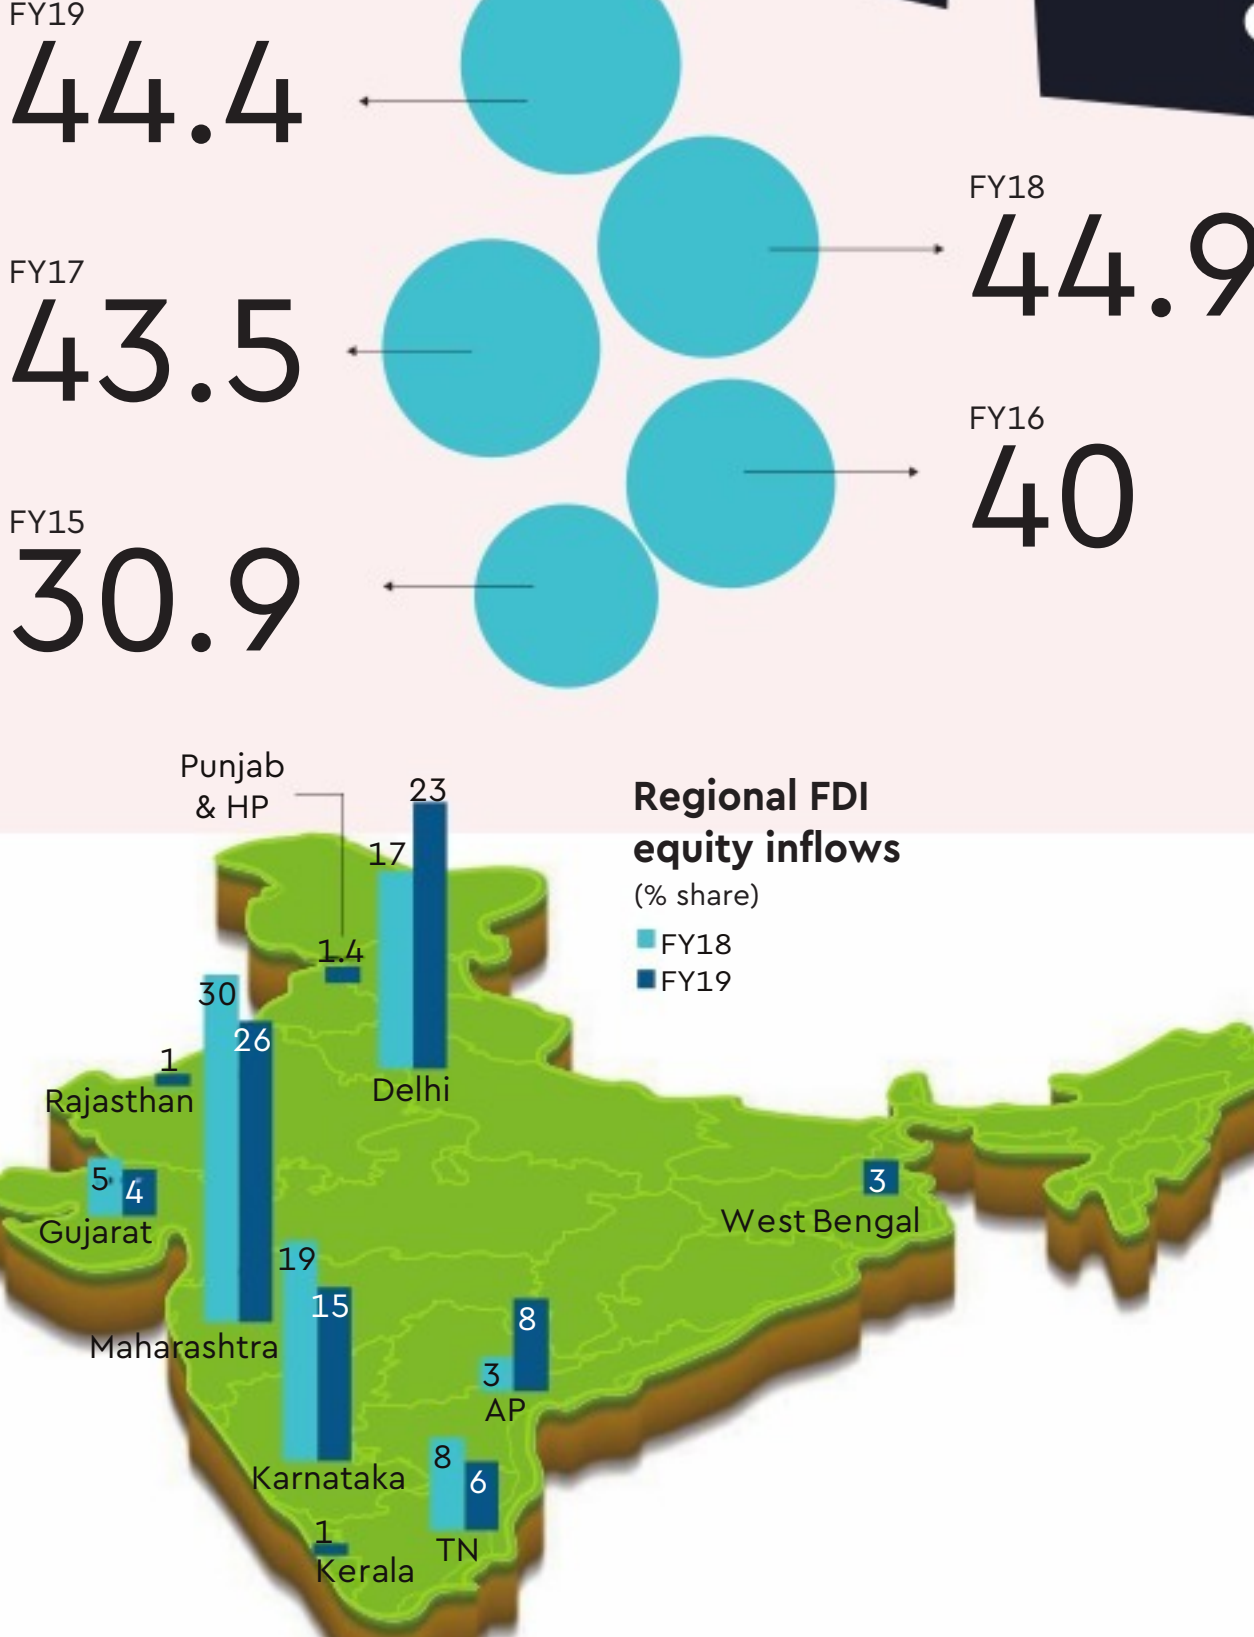 FY19
44.4
FY18
44.9
FY17
43.5
FY16
40
FY15
30.9
Punjab
& HP
1.4
17
23
Delhi
Regional FDI
equity inflows
(% share)
FY18
FY19
1
Rajasthan
30
26
Maharashtra
5
4
Gujarat
3
West Bengal
19
15
Karnataka
3
8
AP
8
6
TN
1
Kerala